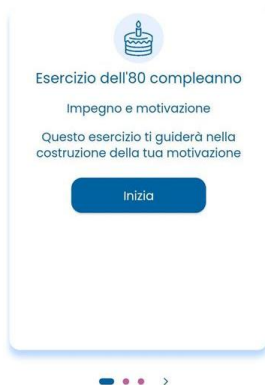 Esercizio dell'80 compleanno
Impegno e motivazione
Questo esercizio ti guiderà nella
costruzione della tua motivazione
Inizia